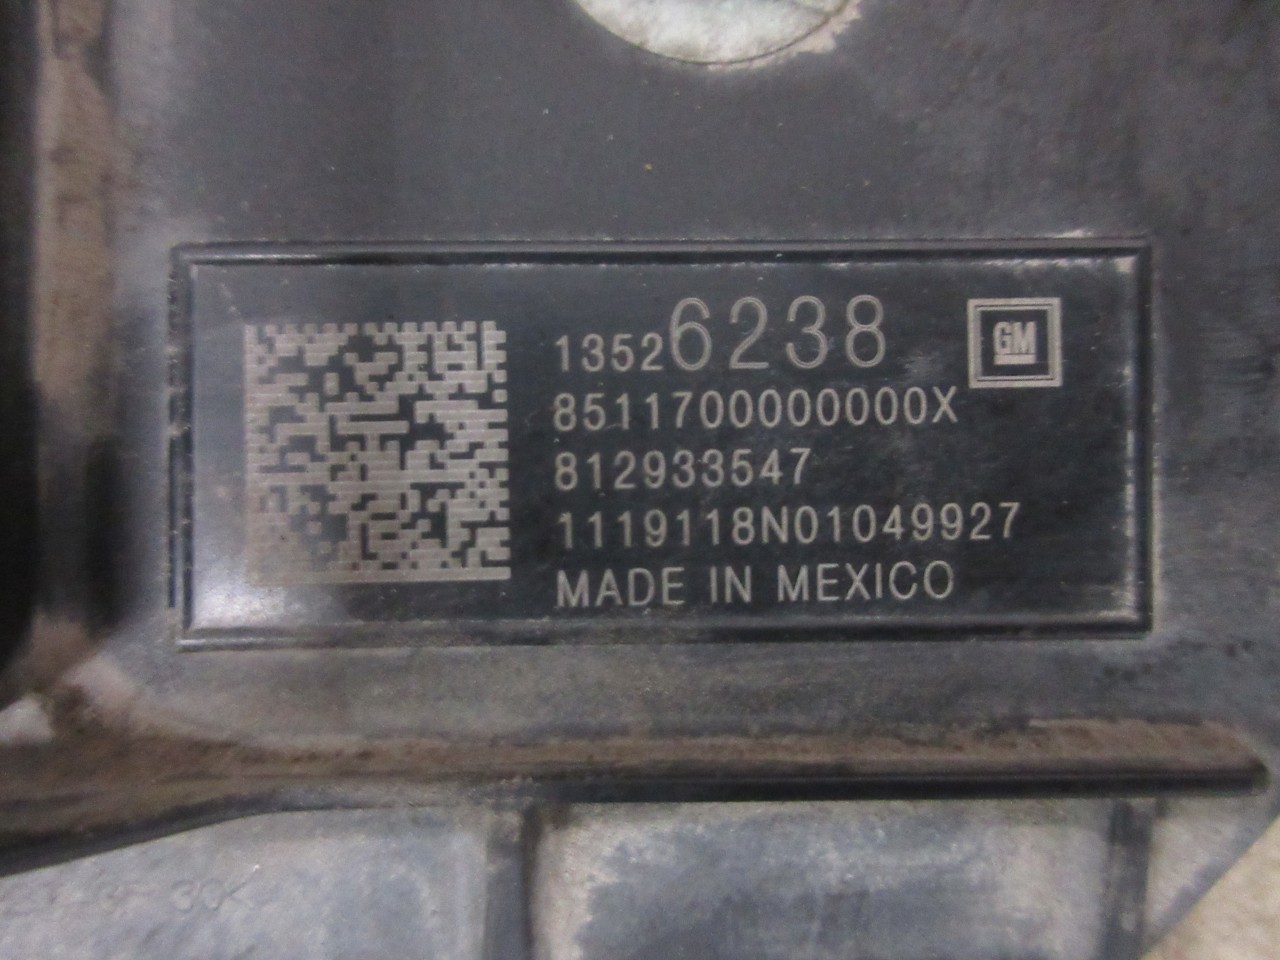 13526238
GM
8511700000000X
812933547
1119118N01049927
MADE IN MEXICO